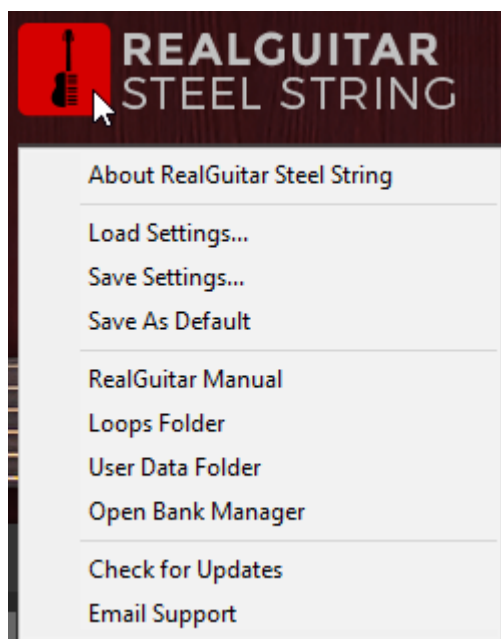 REALGUITAR
STEEL STRING
About RealGuitar Steel String
Load Settings...
Save Settings...
Save As Default
RealGuitar Manual
Loops Folder
User Data Folder
Open Bank Manager
Check for Updates
Email Support